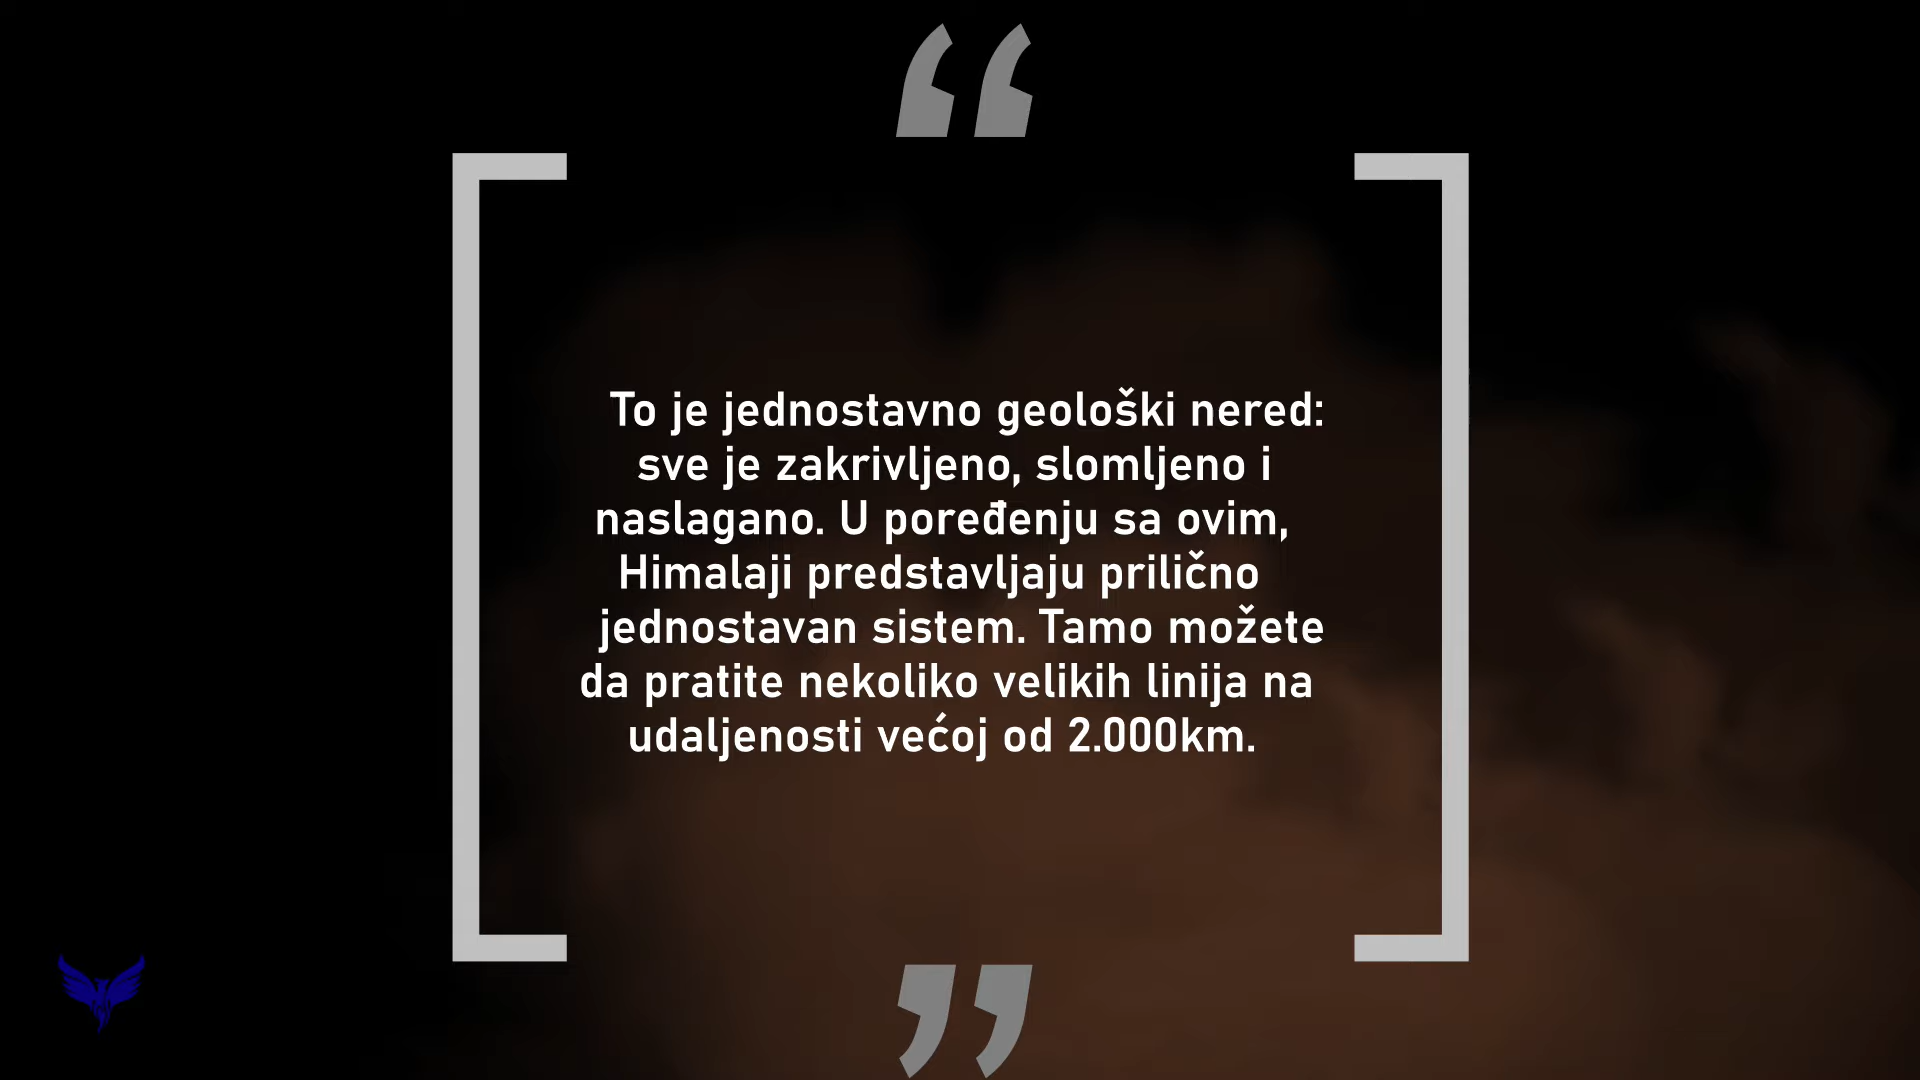 “
To je jednostavno geološki nered:
sve je zakrivljeno, slomljeno i
naslagano. U poređenju sa ovim,
Himalaji predstavljaju prilično
jednostavan sistem. Tamo možete
da pratite nekoliko velikih linija na
udaljenosti većoj od 2.000km.
”